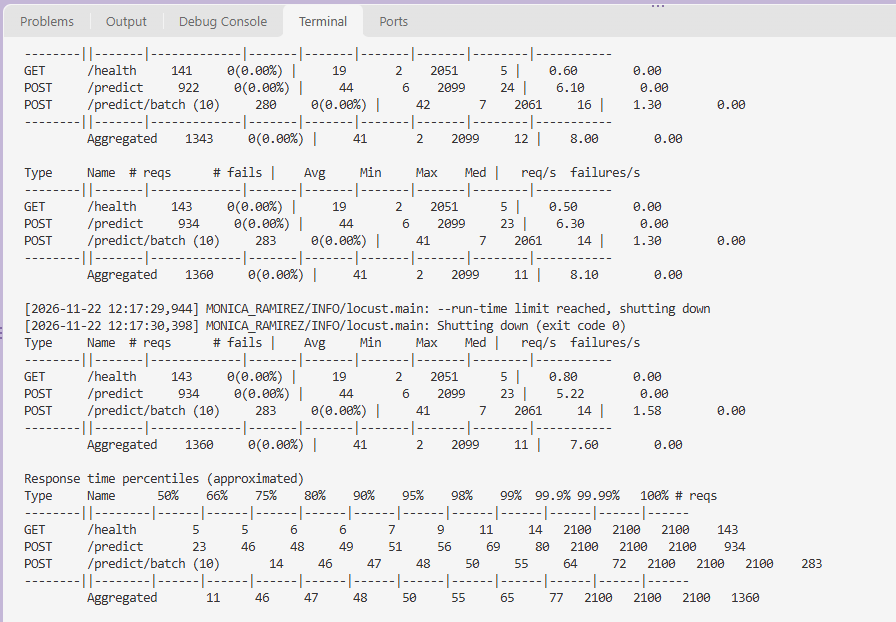 Problems Output Debug Console Terminal Ports
--------||-------|-------------|-------|-------|-------|-------|--------|-----------
GET /health 141 0(0.00%) | 19 2 2051 5 | 0.60 0.00
POST /predict 922 0(0.00%) | 44 6 2099 24 | 6.10 0.00
POST /predict/batch (10) 280 0(0.00%) | 42 7 2061 16 | 1.30 0.00
--------||-------|-------------|-------|-------|-------|-------|--------|-----------
Aggregated 1343 0(0.00%) | 41 2 2099 12 | 8.00 0.00
Type Name # reqs # fails | Avg Min Max Med | req/s failures/s
--------||-------|-------------|-------|-------|-------|-------|--------|-----------
GET /health 143 0(0.00%) | 19 2 2051 5 | 0.50 0.00
POST /predict 934 0(0.00%) | 44 6 2099 23 | 6.30 0.00
POST /predict/batch (10) 283 0(0.00%) | 41 7 2061 14 | 1.30 0.00
--------||-------|-------------|-------|-------|-------|-------|--------|-----------
Aggregated 1360 0(0.00%) | 41 2 2099 11 | 8.10 0.00
[2026-11-22 12:17:29,944] MONICA_RAMIREZ/INFO/locust.main: --run-time limit reached, shutting down
[2026-11-22 12:17:30,398] MONICA_RAMIREZ/INFO/locust.main: Shutting down (exit code 0)
Type Name # reqs # fails | Avg Min Max Med | req/s failures/s
--------||-------|-------------|-------|-------|-------|-------|--------|-----------
GET /health 143 0(0.00%) | 19 2 2051 5 | 0.80 0.00
POST /predict 934 0(0.00%) | 44 6 2099 23 | 5.22 0.00
POST /predict/batch (10) 283 0(0.00%) | 41 7 2061 14 | 1.58 0.00
--------||-------|-------------|-------|-------|-------|-------|--------|-----------
Aggregated 1360 0(0.00%) | 41 2 2099 11 | 7.60 0.00
Response time percentiles (approximated)
Type Name 50% 66% 75% 80% 90% 95% 98% 99% 99.9% 99.99% 100% # reqs
--------||--------|------|------|------|------|------|------|------|------|------|------|------
GET /health 5 5 6 6 7 9 11 14 2100 2100 2100 143
POST /predict 23 46 48 49 51 56 69 80 2100 2100 2100 934
POST /predict/batch (10) 14 46 47 48 50 55 64 72 2100 2100 2100 283
--------||--------|------|------|------|------|------|------|------|------|------|------|------
Aggregated 11 46 47 48 50 55 65 77 2100 2100 2100 1360